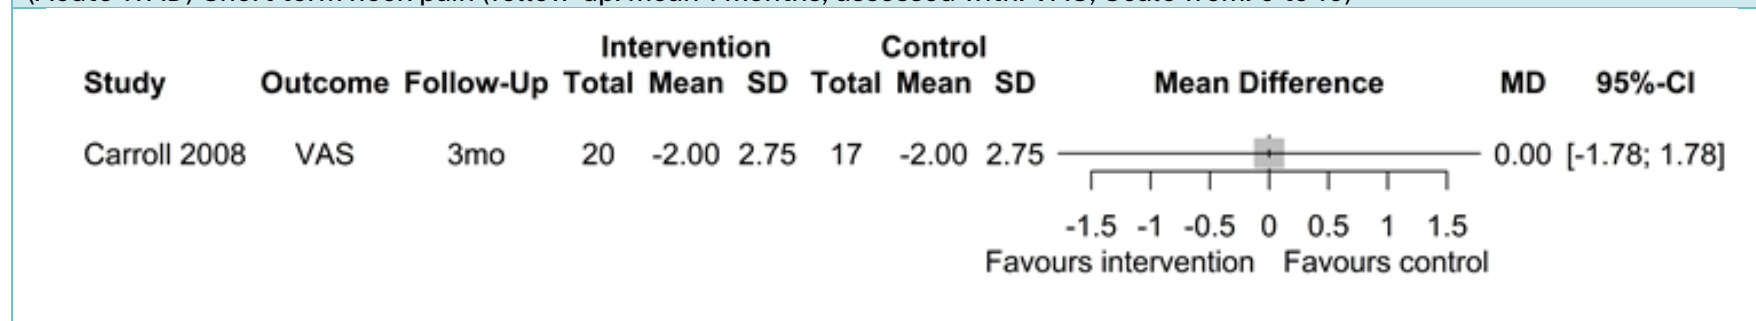 Intervention Control
Study Outcome Follow-Up Total Mean SD Total Mean SD Mean Difference MD 95%-CI
Carroll 2008 VAS 3mo 20 -2.00 2.75 17 -2.00 2.75 0.00 [-1.78; 1.78]
-1.5 -1 -0.5 0 0.5 1 1.5
Favours intervention Favours control